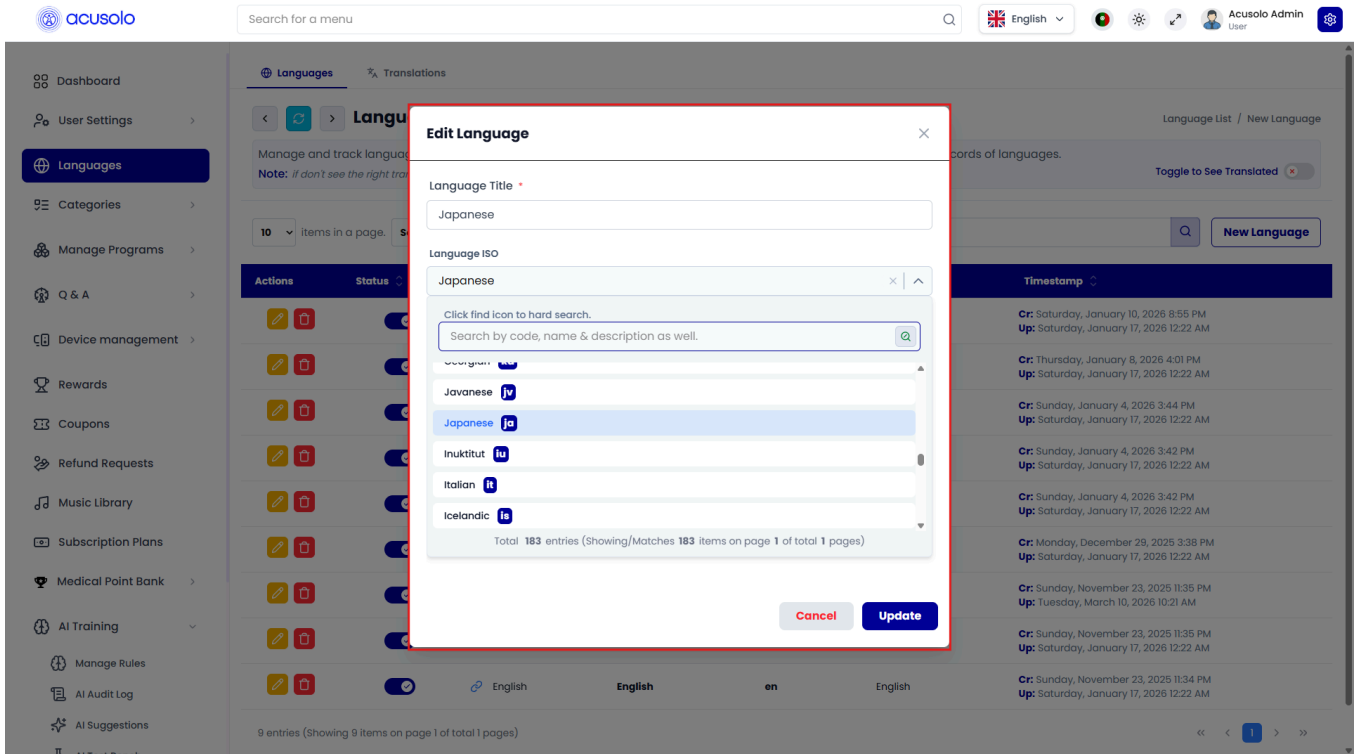 acusolo
Search for a menu
English
Acusolo Admin
User
Dashboard
User Settings
Languages
Categories
Manage Programs
Q & A
Device management
Rewards
Coupons
Refund Requests
Music Library
Subscription Plans
Medical Point Bank
AI Training
Manage Rules
AI Audit Log
AI Suggestions
Languages
Translations
Langu
Language List / New Language
Manage and track languag
cords of languages.
Note: if don't see the right tra
Toggle to See Translated
10 items in a page.
New Language
Actions Status Timestamp
Cr: Saturday, January 10, 2026 8:55 PM
Up: Saturday, January 17, 2026 12:22 AM
Cr: Thursday, January 8, 2026 4:01 PM
Up: Saturday, January 17, 2026 12:22 AM
Cr: Sunday, January 4, 2026 3:44 PM
Up: Saturday, January 17, 2026 12:22 AM
Cr: Sunday, January 4, 2026 3:42 PM
Up: Saturday, January 17, 2026 12:22 AM
Cr: Sunday, January 4, 2026 3:42 PM
Up: Saturday, January 17, 2026 12:22 AM
Cr: Monday, December 29, 2025 3:38 PM
Up: Saturday, January 17, 2026 12:22 AM
Cr: Sunday, November 23, 2025 11:35 PM
Up: Tuesday, March 10, 2026 10:21 AM
Cr: Sunday, November 23, 2025 11:35 PM
Up: Saturday, January 17, 2026 12:22 AM
English English en English
Cr: Sunday, November 23, 2025 11:34 PM
Up: Saturday, January 17, 2026 12:22 AM
9 entries (Showing 9 items on page 1 of total 1 pages)
« < 1 > »
Edit Language
Language Title *
Japanese
Language ISO
Japanese
Click find icon to hard search.
Search by code, name & description as well.
Javanese jv
Japanese ja
Inuktitut iu
Italian it
Icelandic is
Total 183 entries (Showing/Matches 183 items on page 1 of total 1 pages)
Cancel
Update